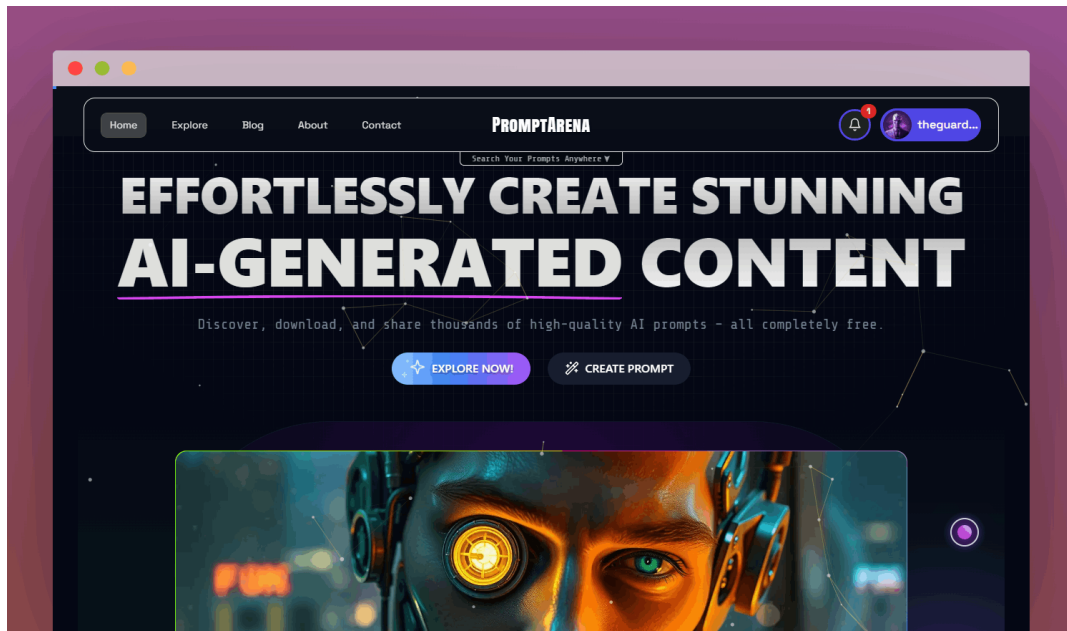 Home Explore Blog About Contact PROMPTARENA 1 theguard...
Search Your Prompts Anywhere ▼
EFFORTLESSLY CREATE STUNNING
AI-GENERATED CONTENT
Discover, download, and share thousands of high-quality AI prompts – all completely free.
EXPLORE NOW! CREATE PROMPT